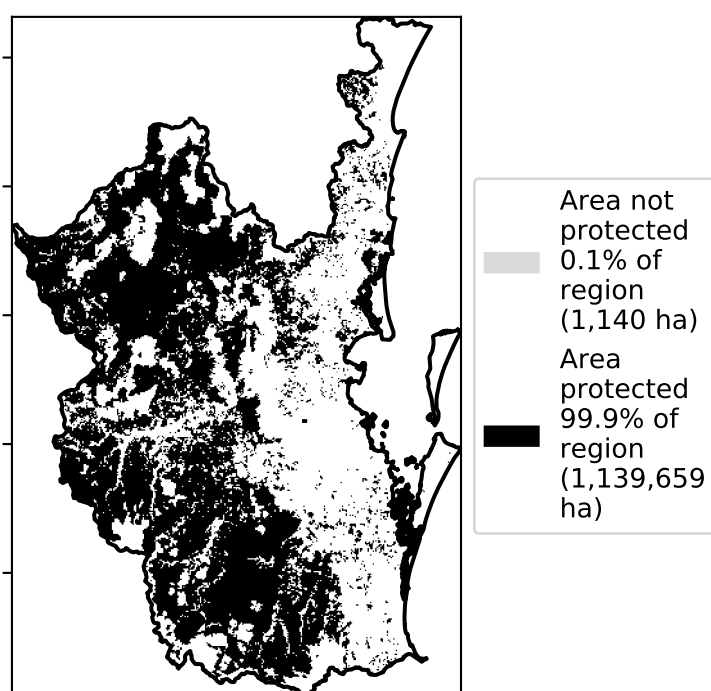 Area not
protected
0.1% of
region
(1,140 ha)
Area
protected
99.9% of
region
(1,139,659
ha)